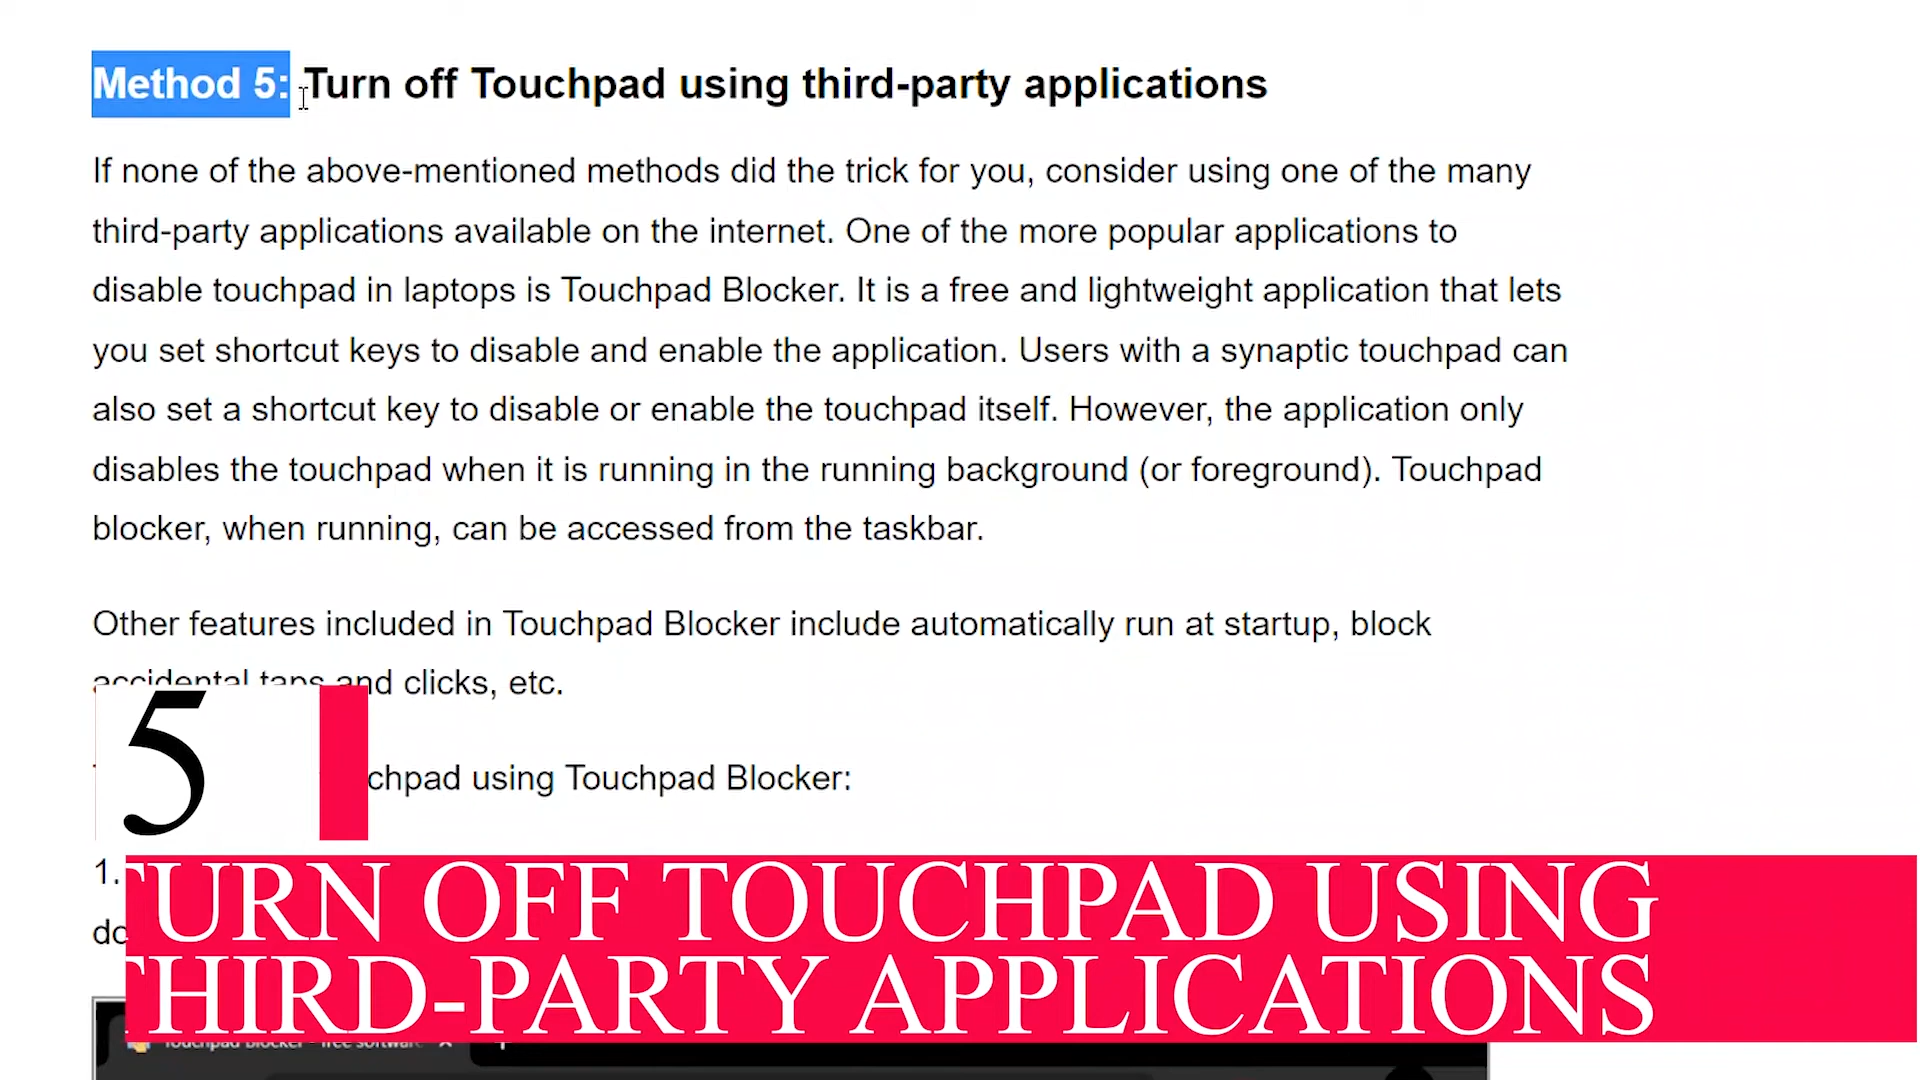 Method 5: Turn off Touchpad using third-party applications
If none of the above-mentioned methods did the trick for you, consider using one of the many
third-party applications available on the internet. One of the more popular applications to
disable touchpad in laptops is Touchpad Blocker. It is a free and lightweight application that lets
you set shortcut keys to disable and enable the application. Users with a synaptic touchpad can
also set a shortcut key to disable or enable the touchpad itself. However, the application only
disables the touchpad when it is running in the running background (or foreground). Touchpad
blocker, when running, can be accessed from the taskbar.
Other features included in Touchpad Blocker include automatically run at startup, block
accidental taps and clicks, etc.
5
chpad using Touchpad Blocker:
1.
TURN OFF TOUCHPAD USING
THIRD-PARTY APPLICATIONS
Touchpad Blocker - free software